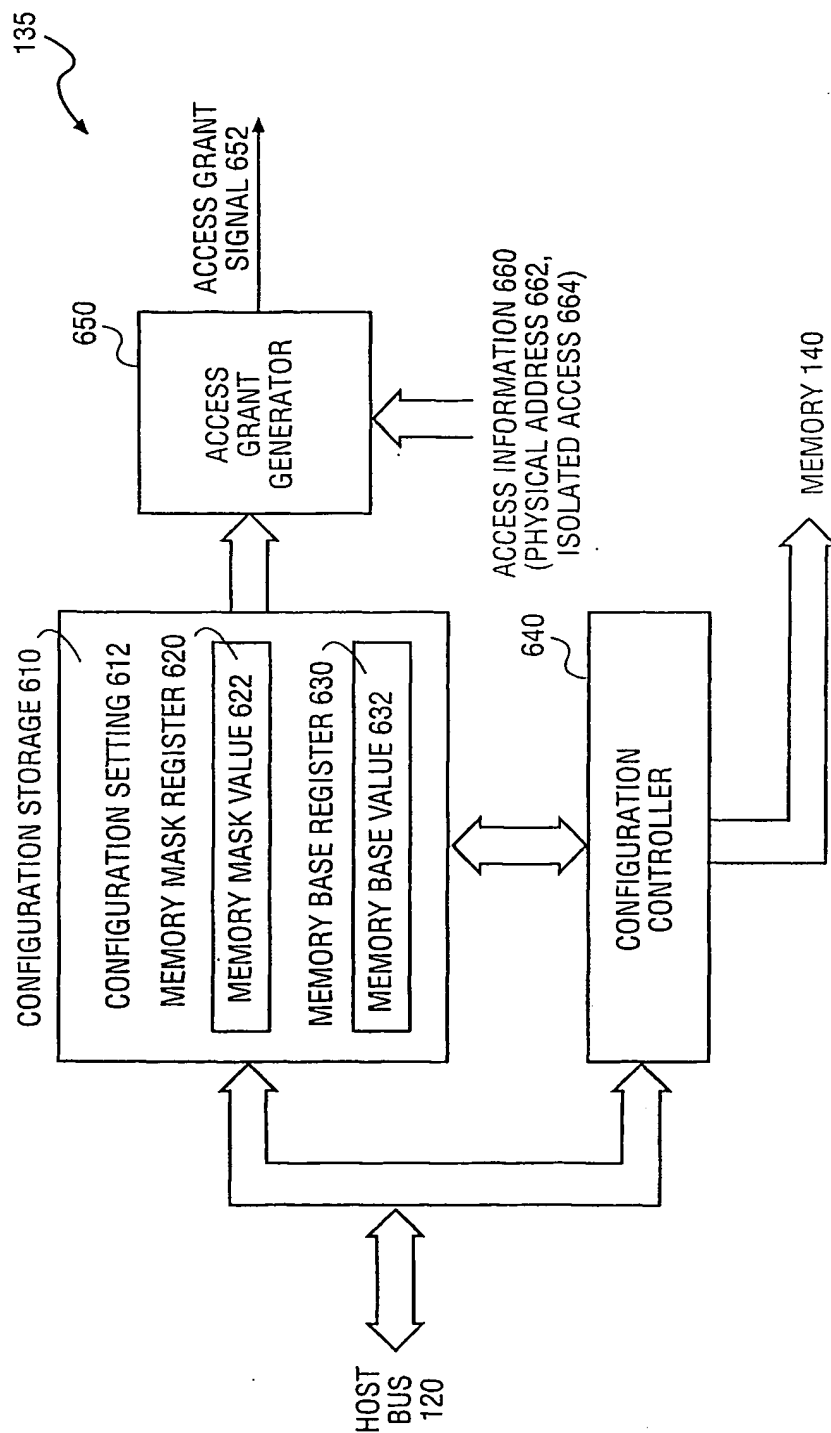 135
CONFIGURATION STORAGE 610
CONFIGURATION SETTING 612
MEMORY MASK REGISTER 620
MEMORY MASK VALUE 622
MEMORY BASE REGISTER 630
MEMORY BASE VALUE 632
650
ACCESS
GRANT
GENERATOR
ACCESS GRANT
SIGNAL 652
ACCESS INFORMATION 660
(PHYSICAL ADDRESS 662,
ISOLATED ACCESS 664)
HOST
BUS
120
640
CONFIGURATION
CONTROLLER
MEMORY 140